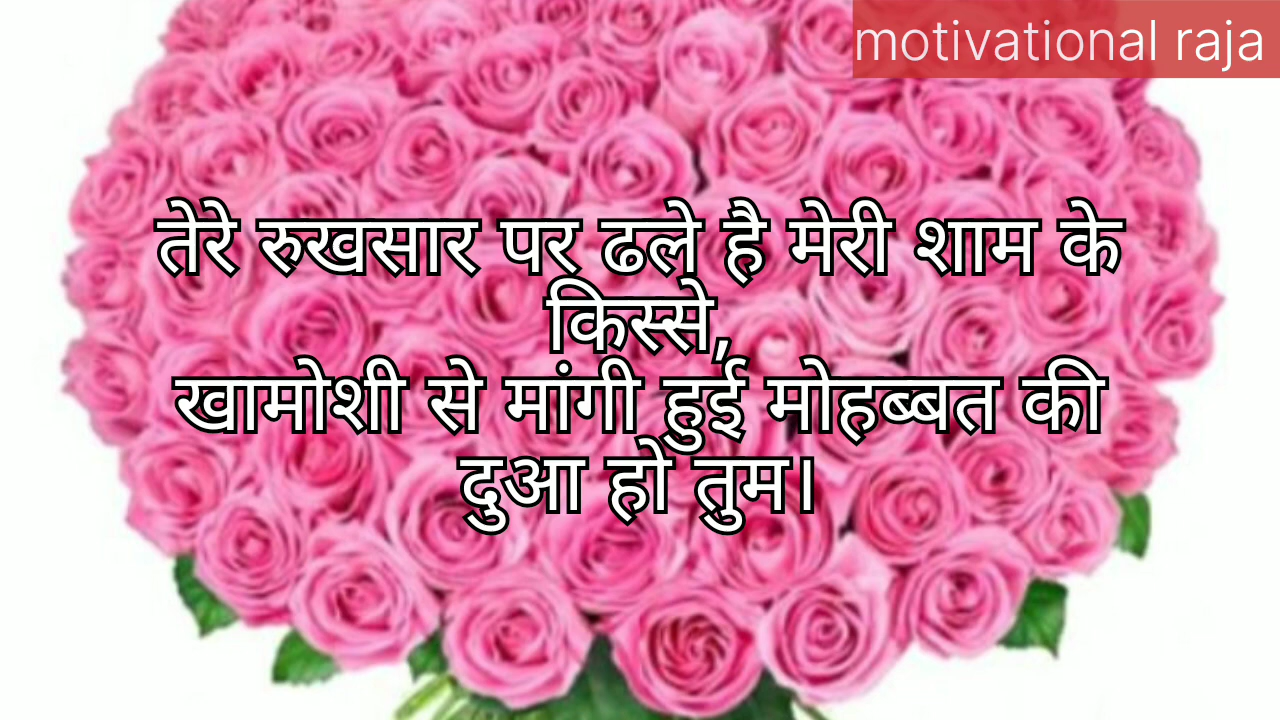 motivational raja
तेरे रुखसार पर ढले है मेरी शाम के
किस्से,
खामोशी से मांगी हुई मोहब्बत की
दुआ हो तुम।